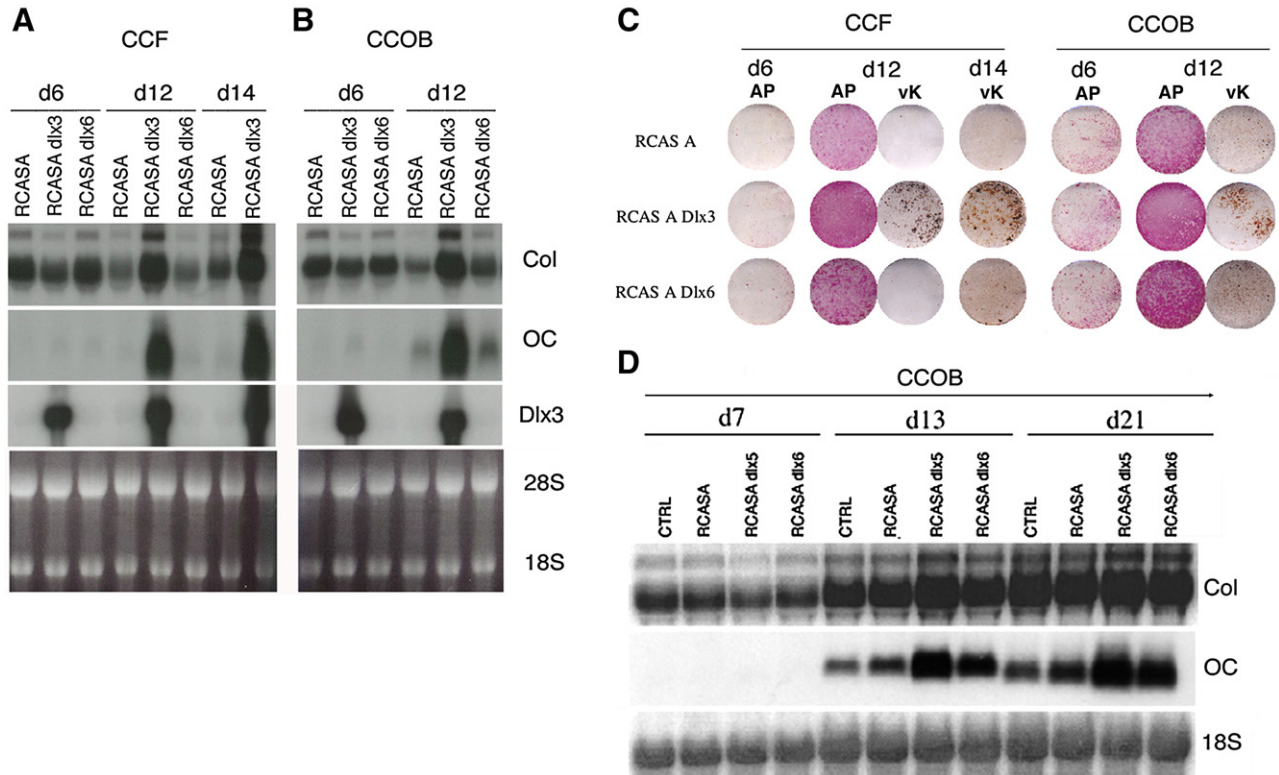 A
CCF
d6 d12 d14
RCASA
RCASA dlx3
RCASA dlx6
RCASA
RCASA dlx3
RCASA dlx6
RCASA
RCASA dlx3
B
CCOB
d6 d12
RCASA
RCASA dlx3
RCASA dlx6
RCASA
RCASA dlx3
RCASA dlx6
Col
OC
Dlx3
28S
18S
C
CCF CCOB
d6 d12 d14 d6 d12
AP AP vK vK AP AP vK
RCAS A
RCAS A Dlx3
RCAS A Dlx6
D
CCOB
d7 d13 d21
CTRL
RCASA
RCASA dlx5
RCASA dlx6
CTRL
RCASA
RCASA dlx5
RCASA dlx6
CTRL
RCASA
RCASA dlx5
RCASA dlx6
Col
OC
18S